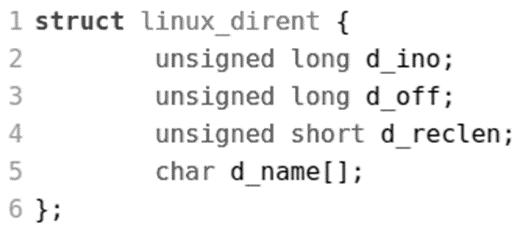 1 struct linux_dirent {
2         unsigned long d_ino;
3         unsigned long d_off;
4         unsigned short d_reclen;
5         char d_name[];
6 };